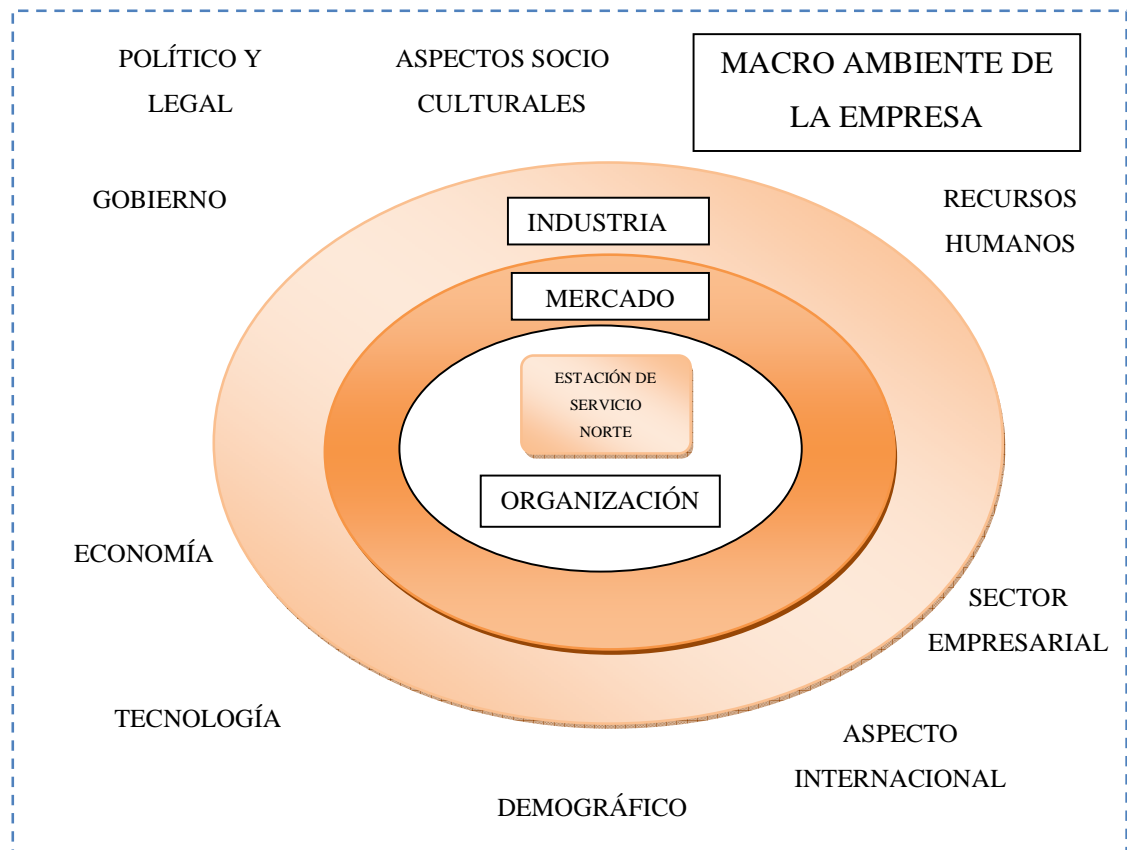 POLÍTICO Y
LEGAL
ASPECTOS SOCIO
CULTURALES
MACRO AMBIENTE DE
LA EMPRESA
GOBIERNO
RECURSOS
HUMANOS
INDUSTRIA
MERCADO
ESTACIÓN DE
SERVICIO
NORTE
ORGANIZACIÓN
ECONOMÍA
SECTOR
EMPRESARIAL
TECNOLOGÍA
ASPECTO
INTERNACIONAL
DEMOGRÁFICO